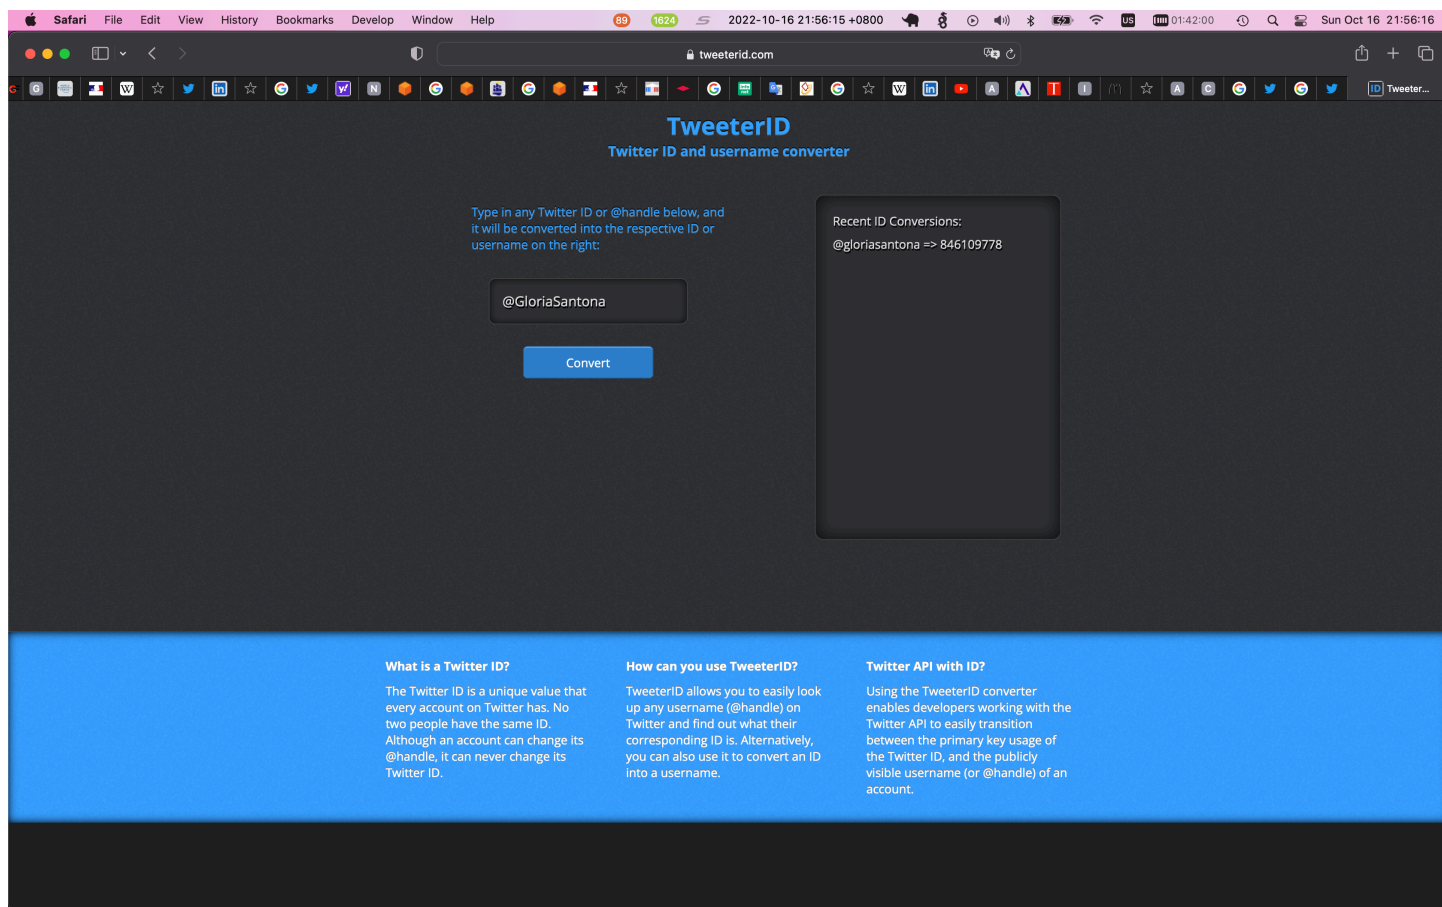 Safari File Edit View History Bookmarks Develop Window Help 89 1624 2022-10-16 21:56:15 +0800 US 01:42:00 Sun Oct 16 21:56:16
tweeterid.com
G W in G y! N G G G W in A T I A C G G ID Tweeter...
TweeterID
Twitter ID and username converter
Type in any Twitter ID or @handle below, and
it will be converted into the respective ID or
username on the right:
@GloriaSantona
Convert
Recent ID Conversions:
@gloriasantona => 846109778
What is a Twitter ID?
The Twitter ID is a unique value that
every account on Twitter has. No
two people have the same ID.
Although an account can change its
@handle, it can never change its
Twitter ID.
How can you use TweeterID?
TweeterID allows you to easily look
up any username (@handle) on
Twitter and find out what their
corresponding ID is. Alternatively,
you can also use it to convert an ID
into a username.
Twitter API with ID?
Using the TweeterID converter
enables developers working with the
Twitter API to easily transition
between the primary key usage of
the Twitter ID, and the publicly
visible username (or @handle) of an
account.